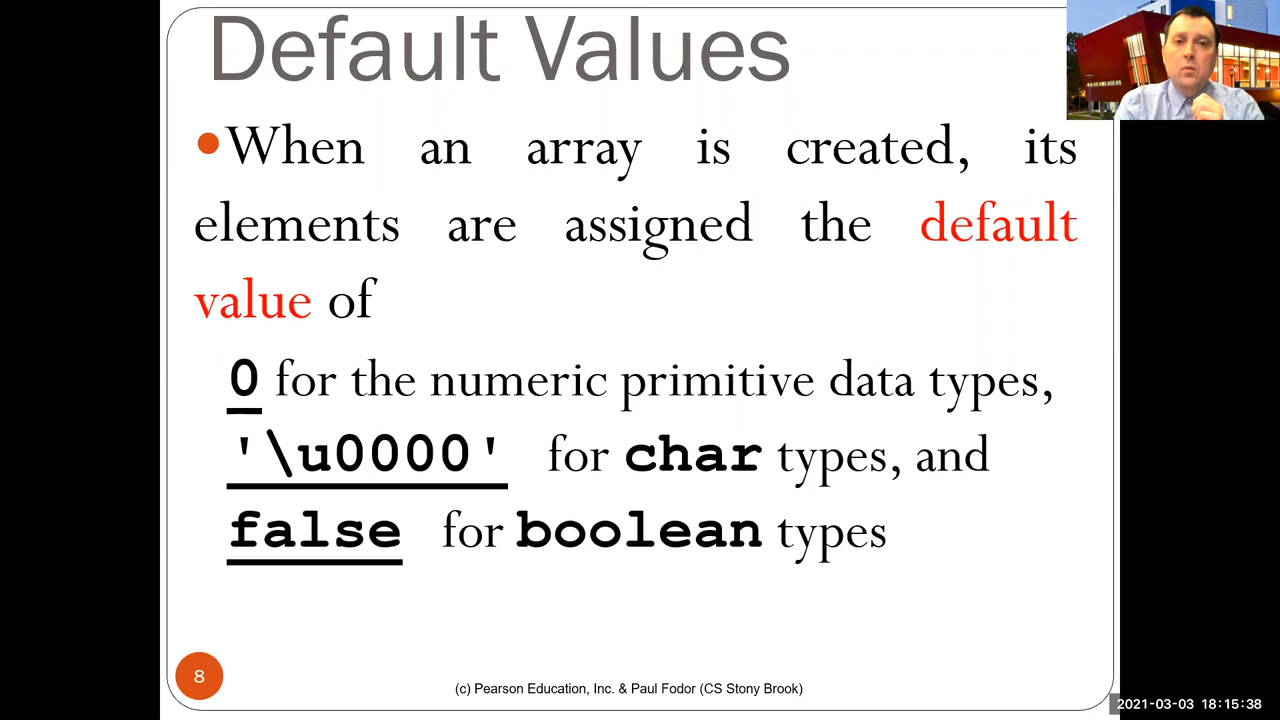 Default Values
•When an array is created, its
elements are assigned the default
value of
0 for the numeric primitive data types,
'\u0000' for char types, and
false for boolean types
8
(c) Pearson Education, Inc. & Paul Fodor (CS Stony Brook)
2021-03-03 18:15:38